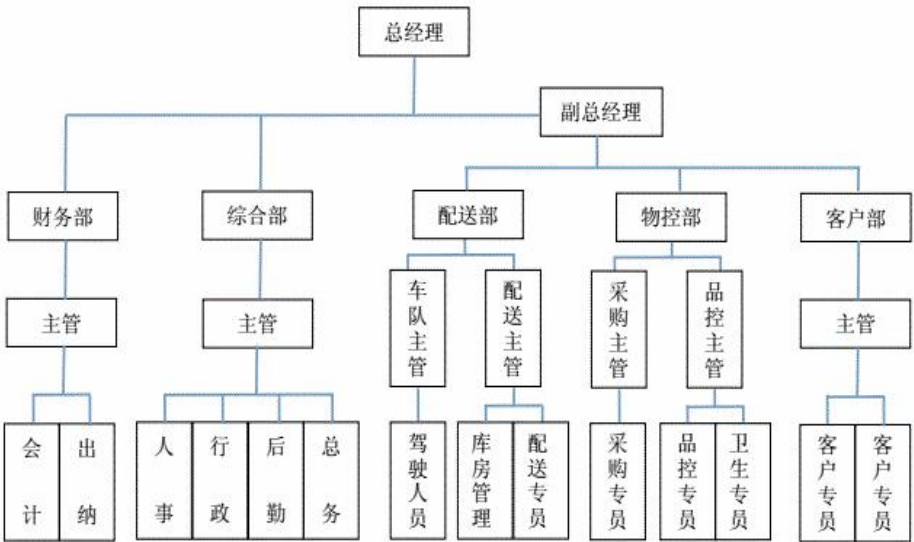 总经理
副总经理
财务部
综合部
配送部
物控部
客户部
主管
主管
车队主管
配送主管
采购主管
品控主管
主管
会计
出纳
人事
行政
后勤
总务
驾驶人员
库房管理
配送专员
采购专员
品控专员
卫生专员
客户专员
客户专员